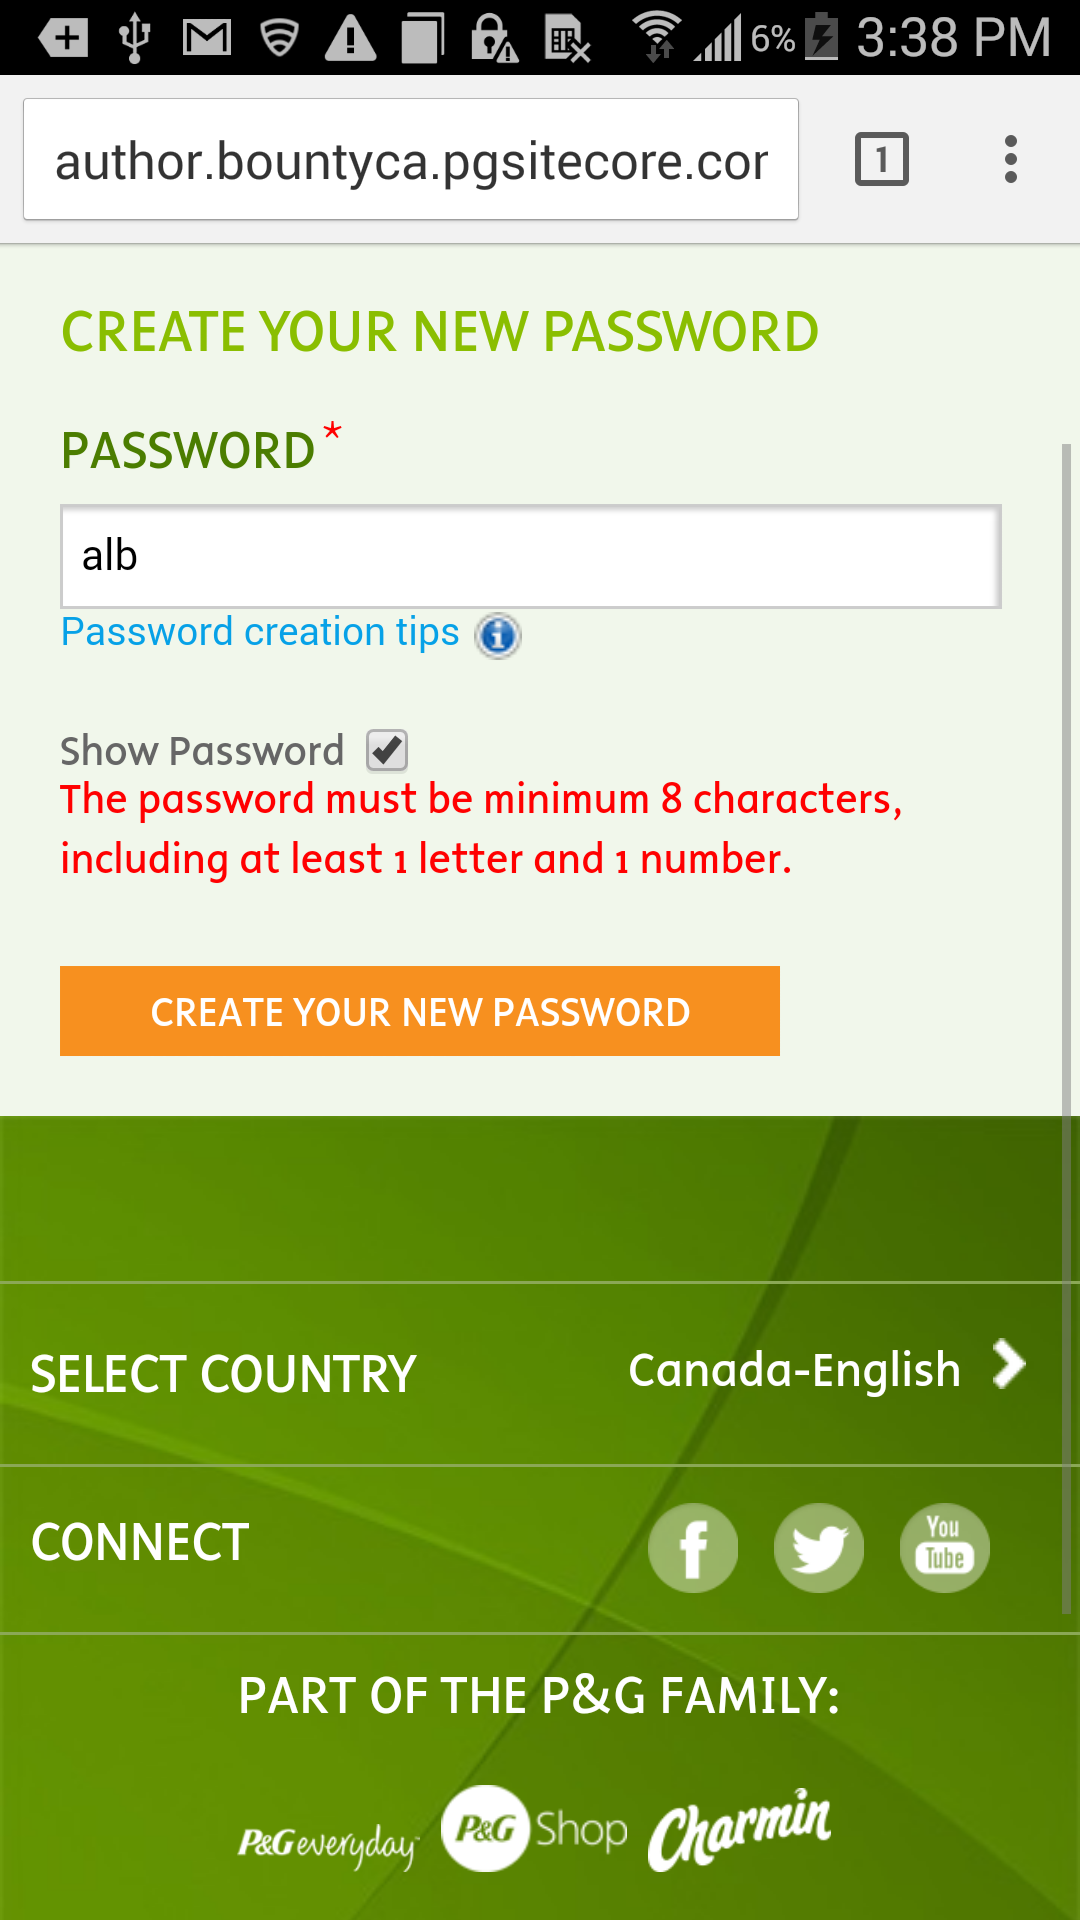 6% 3:38 PM
author.bountyca.pgsitecore.cor
1
CREATE YOUR NEW PASSWORD
PASSWORD*
alb
Password creation tips
Show Password
The password must be minimum 8 characters,
including at least 1 letter and 1 number.
CREATE YOUR NEW PASSWORD
SELECT COUNTRY Canada-English
CONNECT f You Tube
PART OF THE P&G FAMILY:
P&G everyday P&G Shop Charmin